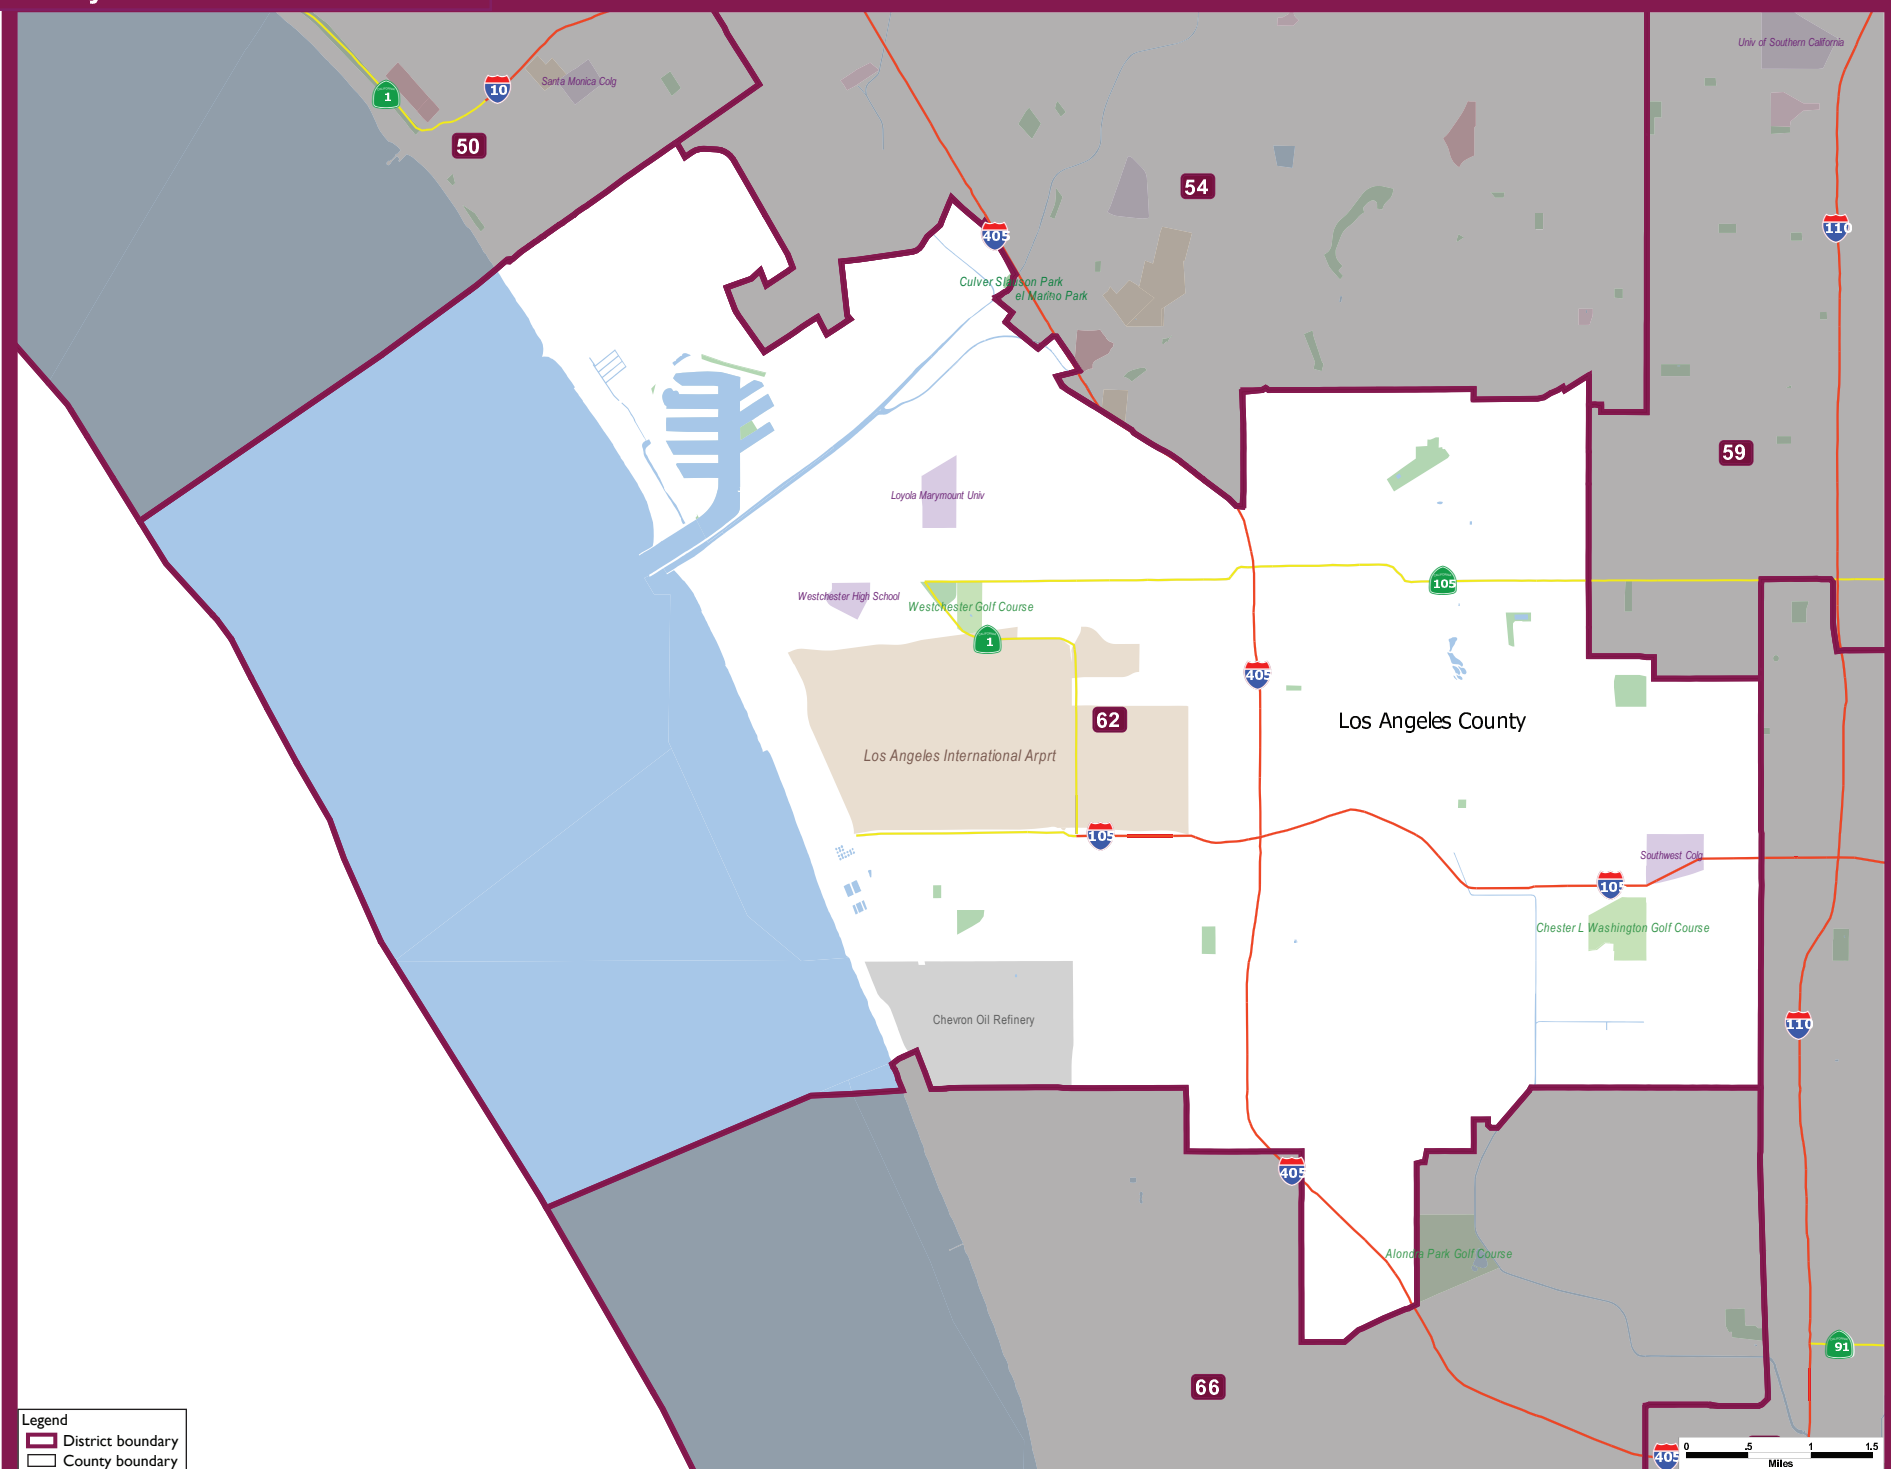 Univ of Southern California
Santa Monica Colg
1
10
50
54
110
405
Culver Sl
son Park
el Marino Park
59
Loyola Marymount Univ
105
Westchester High School
Westchester Golf Course
1
405
62
Los Angeles County
Los Angeles International Arprt
105
Southwest Colg
105
Chester L Washington Golf Course
Chevron Oil Refinery
110
405
Alondra Park Golf Course
91
66
Legend
District boundary
County boundary
405
0 .5 1 1.5
Miles